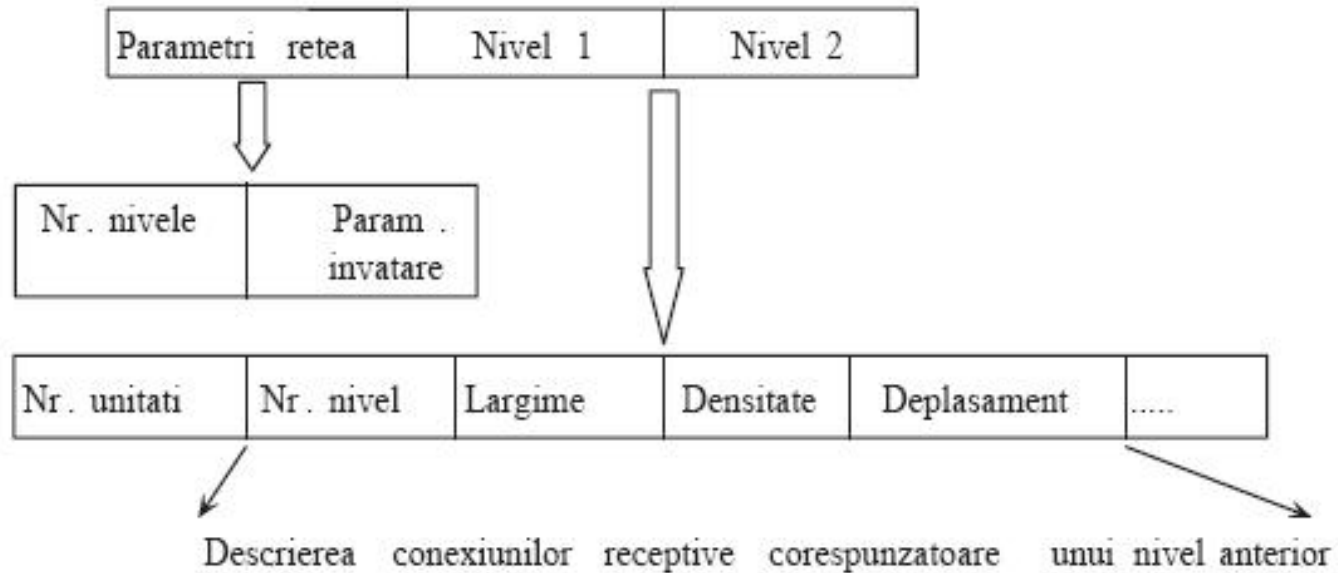 Parametri retea Nivel 1 Nivel 2
Nr. nivele Param.
invatare
Nr. unitati Nr. nivel Largime Densitate Deplasament .....
Descrierea conexiunilor receptive corespunzatoare unui nivel anterior